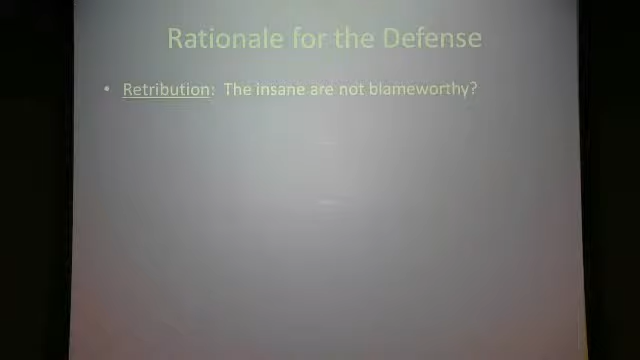 Rationale for the Defense
• Retribution: The insane are not blameworthy?